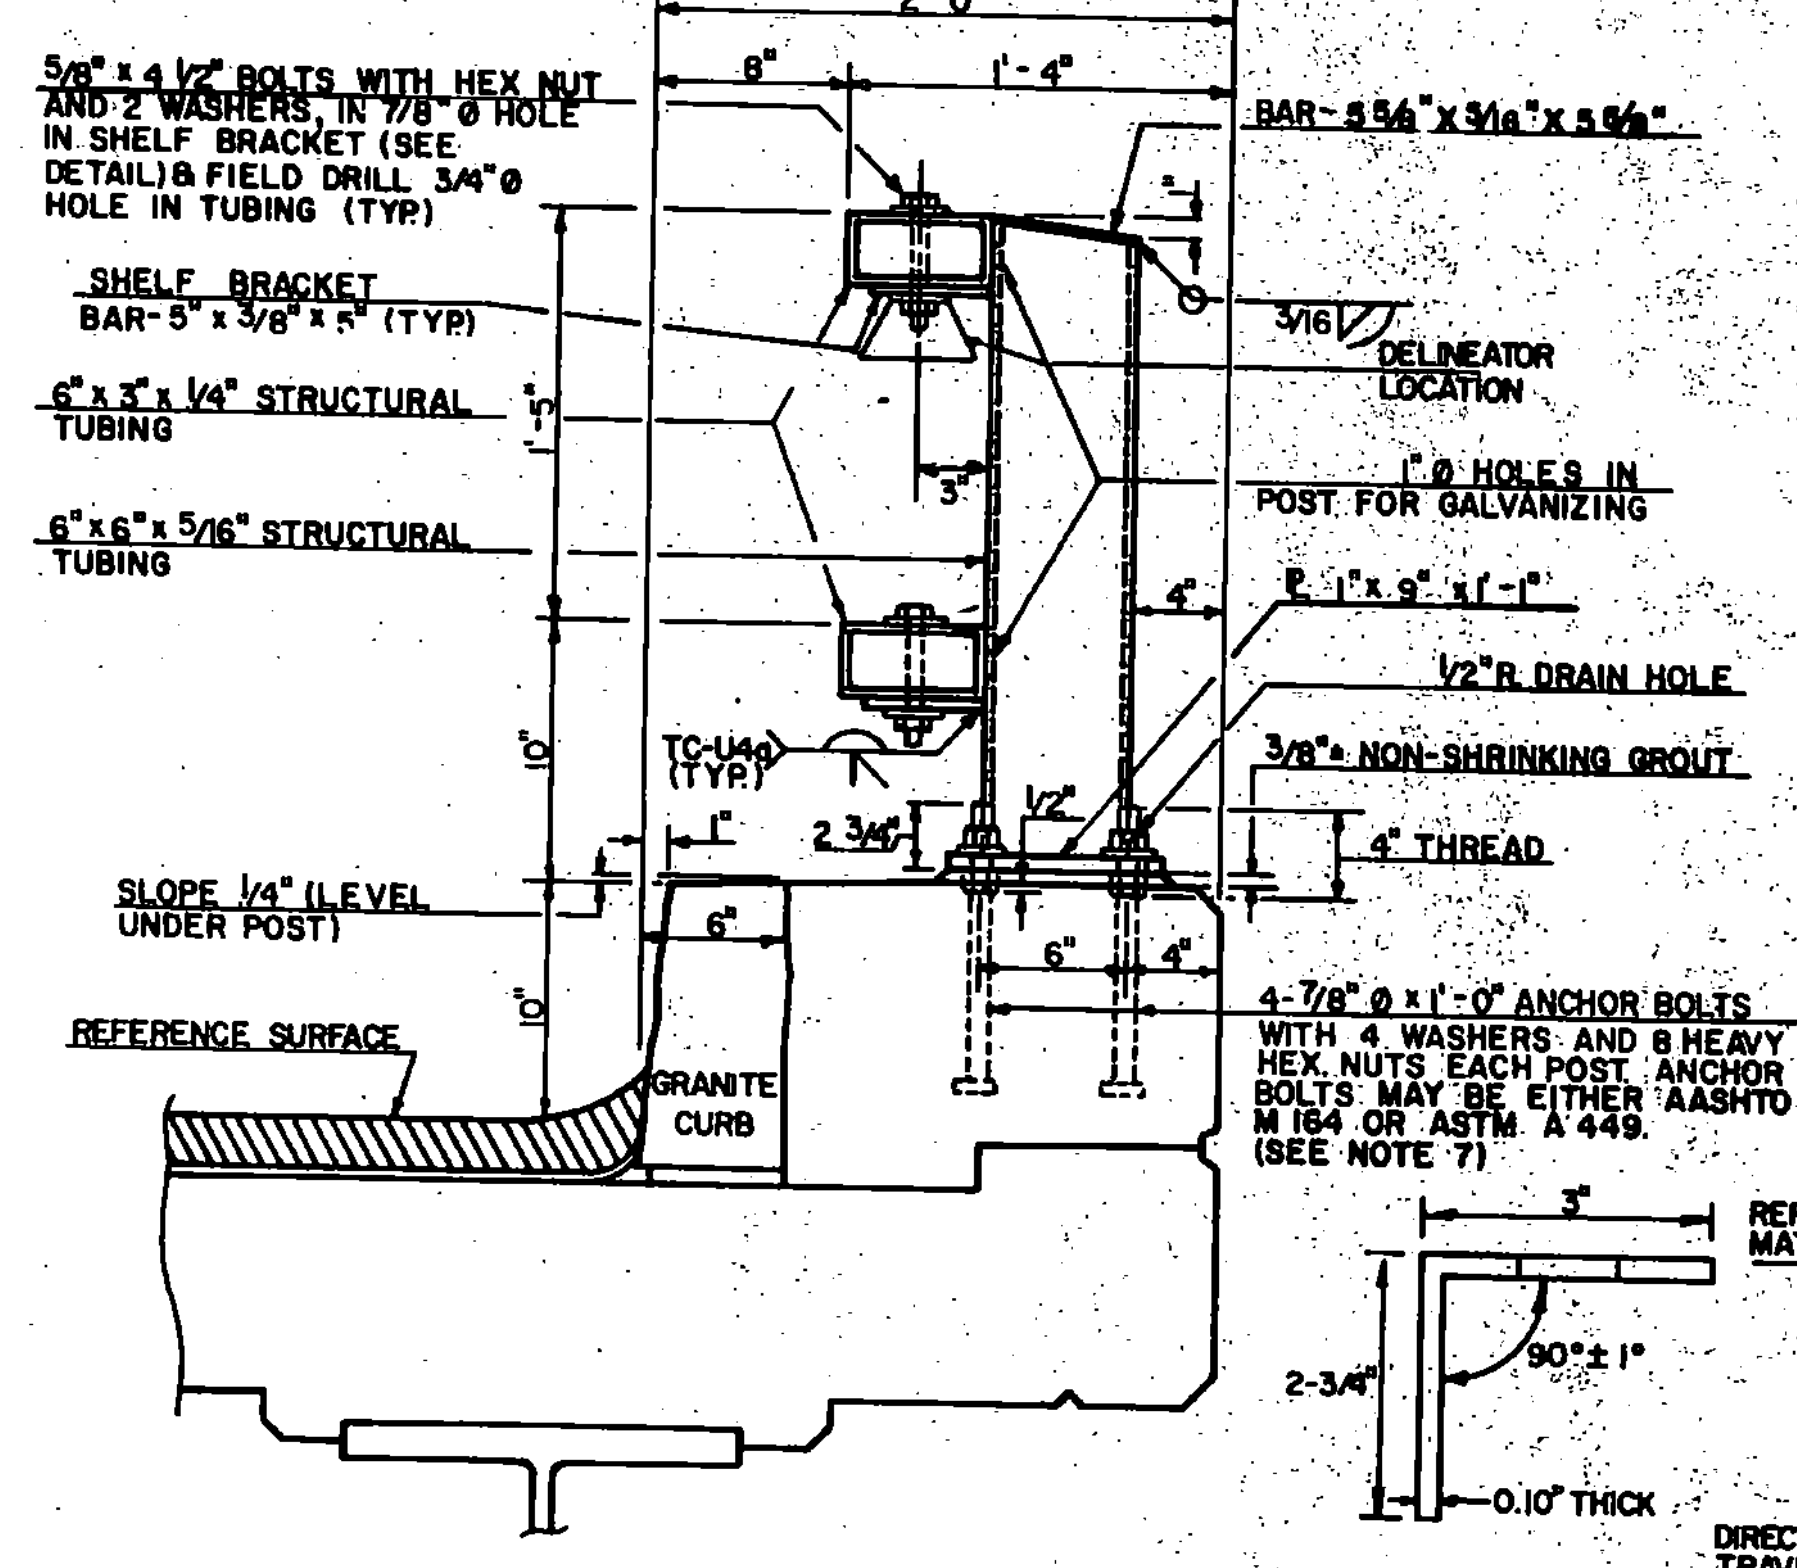 8"
1'-4"
5/8" x 4 1/2" BOLTS WITH HEX NUT
AND 2 WASHERS, IN 7/8" Ø HOLE
IN SHELF BRACKET (SEE
DETAIL) & FIELD DRILL 3/4" Ø
HOLE IN TUBING (TYP.)
SHELF BRACKET
BAR- 5" x 3/8" x 5" (TYP.)
6" x 3" x 1/4" STRUCTURAL
TUBING
6" x 6" x 5/16" STRUCTURAL
TUBING
1'-5"
10"
10"
3"
3/16
DELINEATOR
LOCATION
1" Ø HOLES IN
POST FOR GALVANIZING
4"
PL 1" x 9" x 1'-1"
1/2" R. DRAIN HOLE
3/8"± NON-SHRINKING GROUT
4" THREAD
TC-U4a
(TYP.)
2 3/4"
1/2"
1"
SLOPE 1/4" (LEVEL
UNDER POST)
6"
6"
4"
REFERENCE SURFACE
GRANITE
CURB
4-7/8" Ø x 1'-0" ANCHOR BOLTS
WITH 4 WASHERS AND 8 HEAVY
HEX. NUTS EACH POST. ANCHOR
BOLTS MAY BE EITHER AASHTO
M 164 OR ASTM A 449.
(SEE NOTE 7)
3"
2-3/4"
90°± 1°
0.10" THICK